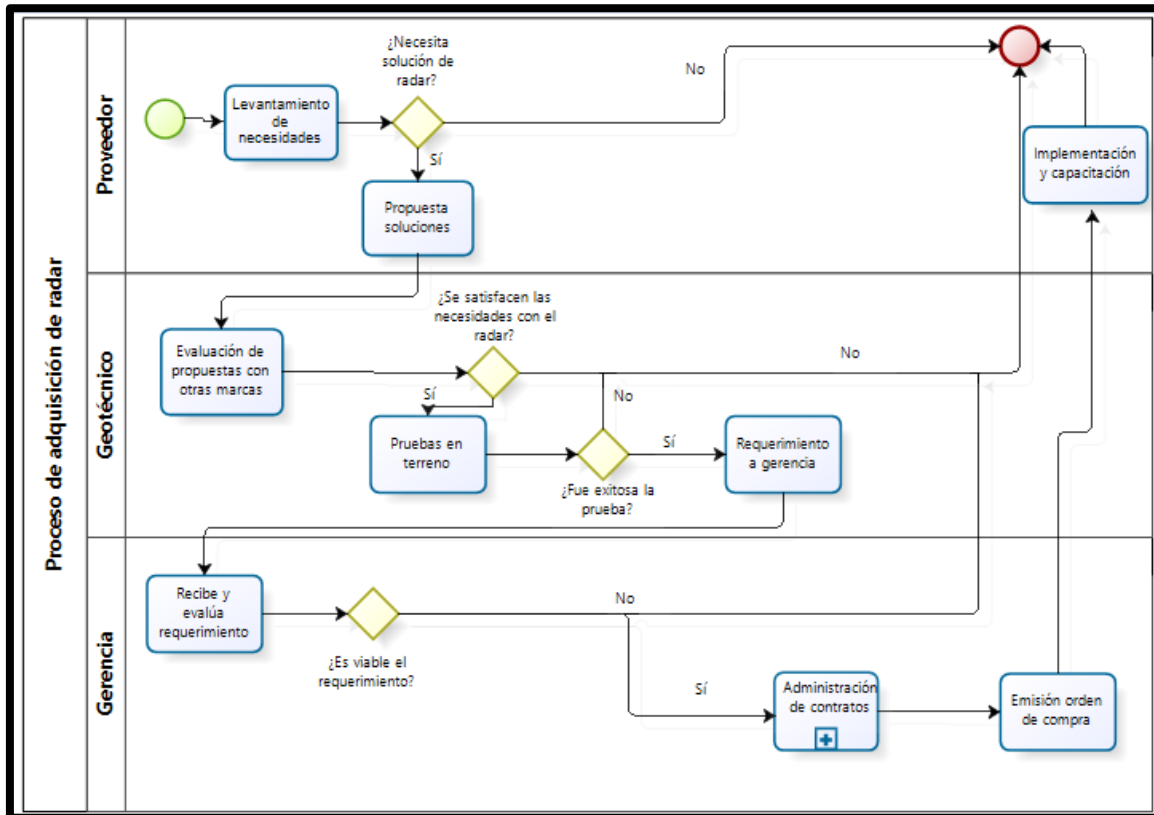 Proceso de adquisición de radar
Proveedor
¿Necesita
solución de
radar?
No
Levantamiento
de
necesidades
Sí
Propuesta
soluciones
Implementación
y capacitación
Geotécnico
¿Se satisfacen las
necesidades con el
radar?
Evaluación de
propuestas con
otras marcas
No
Sí
No
Pruebas en
terreno
Sí
Requerimiento
a gerencia
¿Fue exitosa la
prueba?
Gerencia
Recibe y
evalúa
requerimiento
No
¿Es viable el
requerimiento?
Sí
Administración
de contratos
Emisión orden
de compra